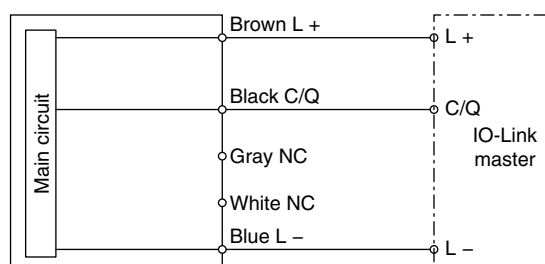 Brown L +
L +
Black C/Q
C/Q
Main circuit
IO-Link
master
Gray NC
White NC
Blue L –
L –